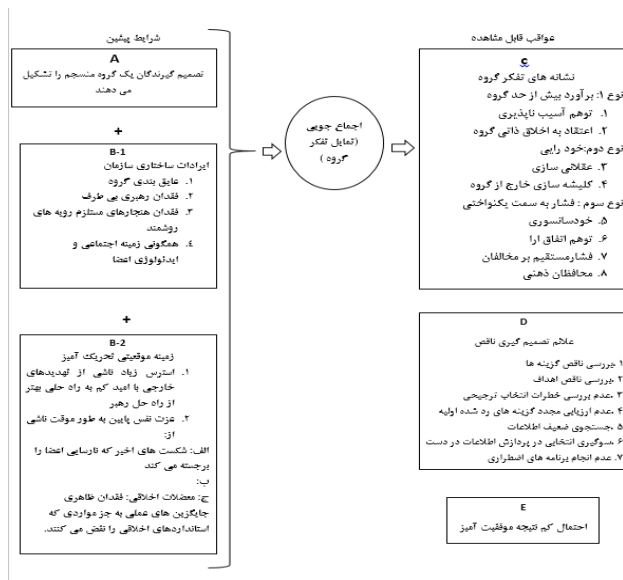 شرایط پیشین
A
تصمیم گیرندگان یک گروه منسجم را تشکیل
می دهند
+
B-1
ایرادات ساختاری سازمان
۱. عایق بندی گروه
۲. فقدان رهبری بی طرف
۳. فقدان هنجارهای مستلزم رویه های
روشمند
۴. همگونی زمینه اجتماعی و
ایدئولوژی اعضا
+
B-2
زمینه موقعیتی تحریک آمیز
۱. استرس زیاد ناشی از تهدیدهای
خارجی با امید کم به راه حلی بهتر
از راه حل رهبر
۲. عزت نفس پایین به طور موقت ناشی
از:
الف: شکست های اخیر که نارسایی اعضا را
برجسته می کند
ب:
ج: معضلات اخلاقی: فقدان ظاهری
جایگزین های عملی به جز مواردی که
استانداردهای اخلاقی را نقض می کنند.
اجماع جویی
(تمایل تفکر
گروه )
عواقب قابل مشاهده
C
نشانه های تفکر گروه
نوع ۱: برآورد بیش از حد گروه
۱. توهم آسیب ناپذیری
۲. اعتقاد به اخلاق ذاتی گروه
نوع دوم:خود رایی
۳. عقلانی سازی
۴. کلیشه سازی خارج از گروه
نوع سوم : فشار به سمت یکنواختی
۵. خودسانسوری
۶. توهم اتفاق ارا
۷. فشارمستقیم بر مخالفان
۸. محافظان ذهنی
D
علائم تصمیم گیری ناقص
۱ .بررسی ناقص گزینه ها
۲ .بررسی ناقص اهداف
۳ .عدم بررسی خطرات انتخاب ترجیحی
۴ .عدم ارزیابی مجدد گزینه های رد شده اولیه
۵ .جستجوی ضعیف اطلاعات
۶ .سوگیری انتخابی در پردازش اطلاعات در دست
۷. عدم انجام برنامه های اضطراری
E
احتمال کم نتیجه موفقیت آمیز